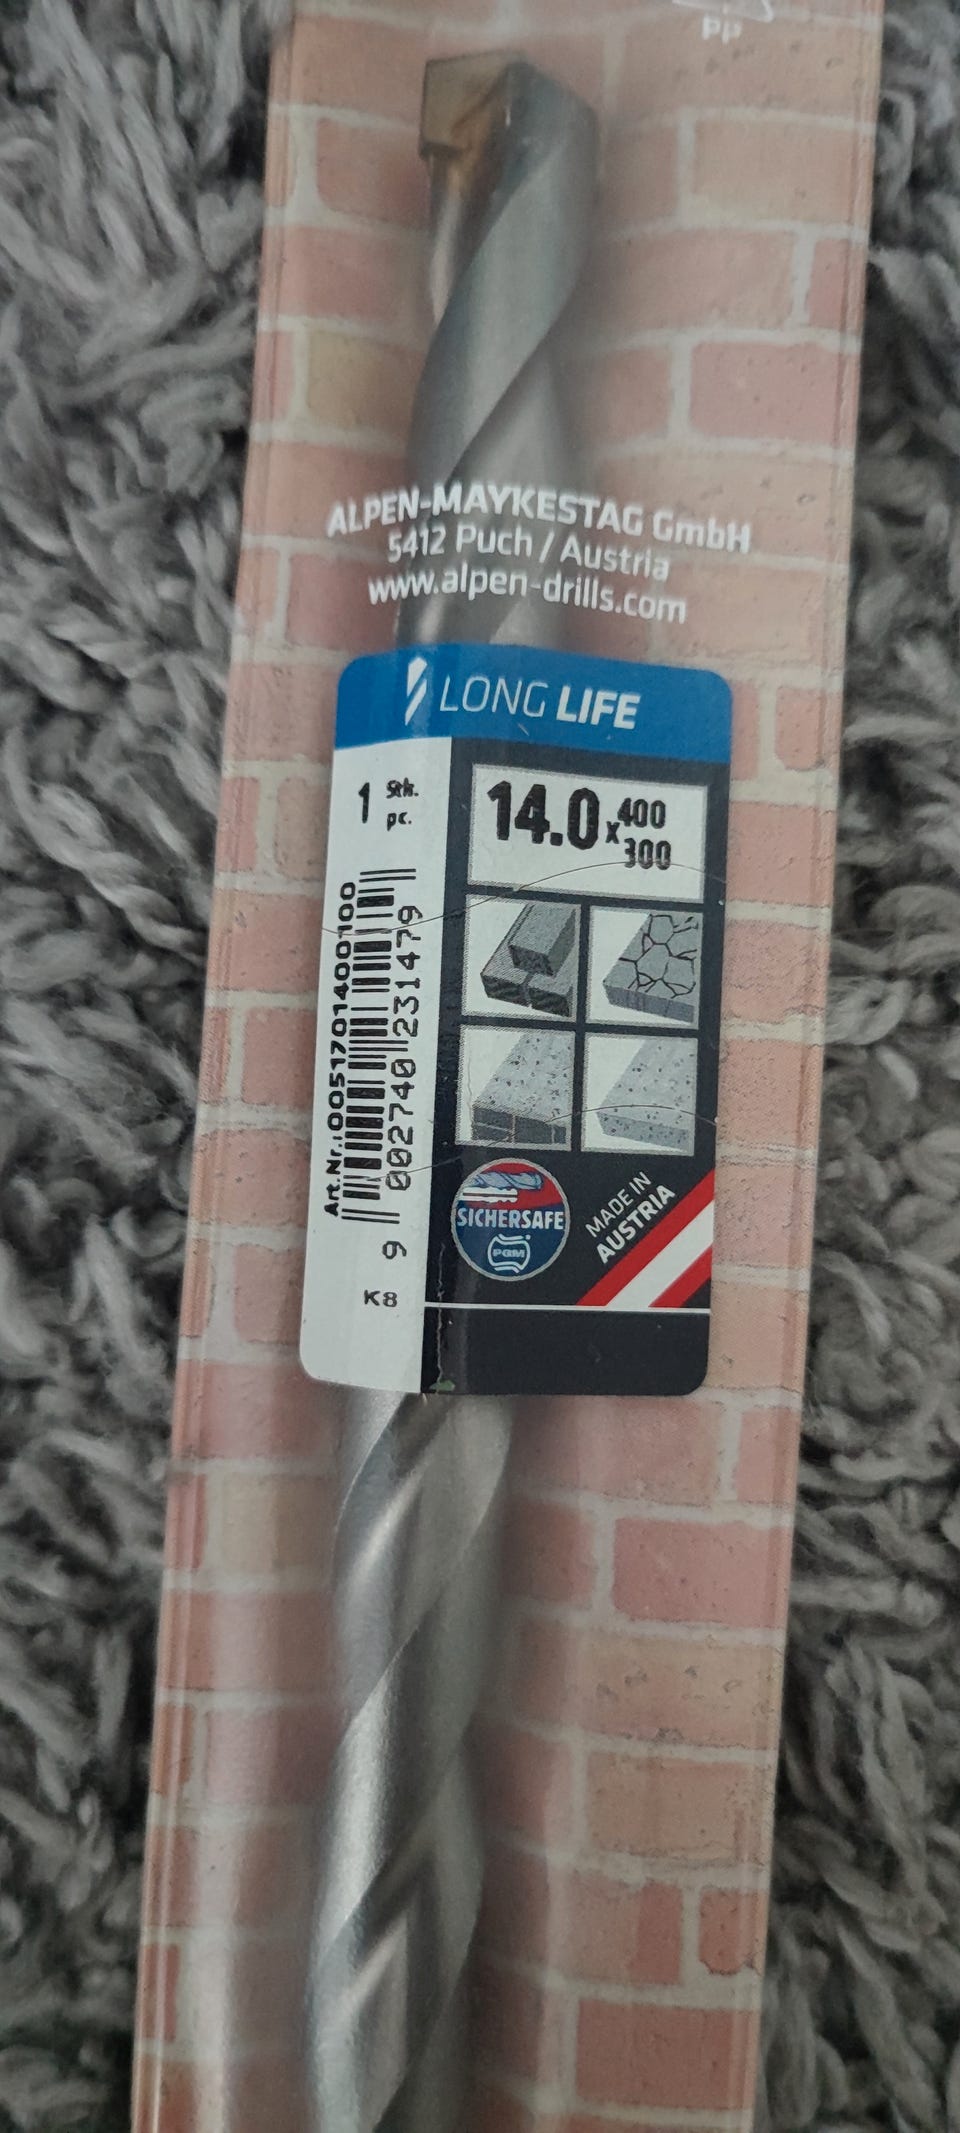 PP
ALPEN-MAYKESTAG GmbH
5412 Puch / Austria
www.alpen-drills.com
LONG LIFE
1 Stk.
pc.
14.0 x 400
300
Art.Nr.:0051701400100
9 002740 231479
K8
SICHERSAFE
PGM
MADE IN
AUSTRIA